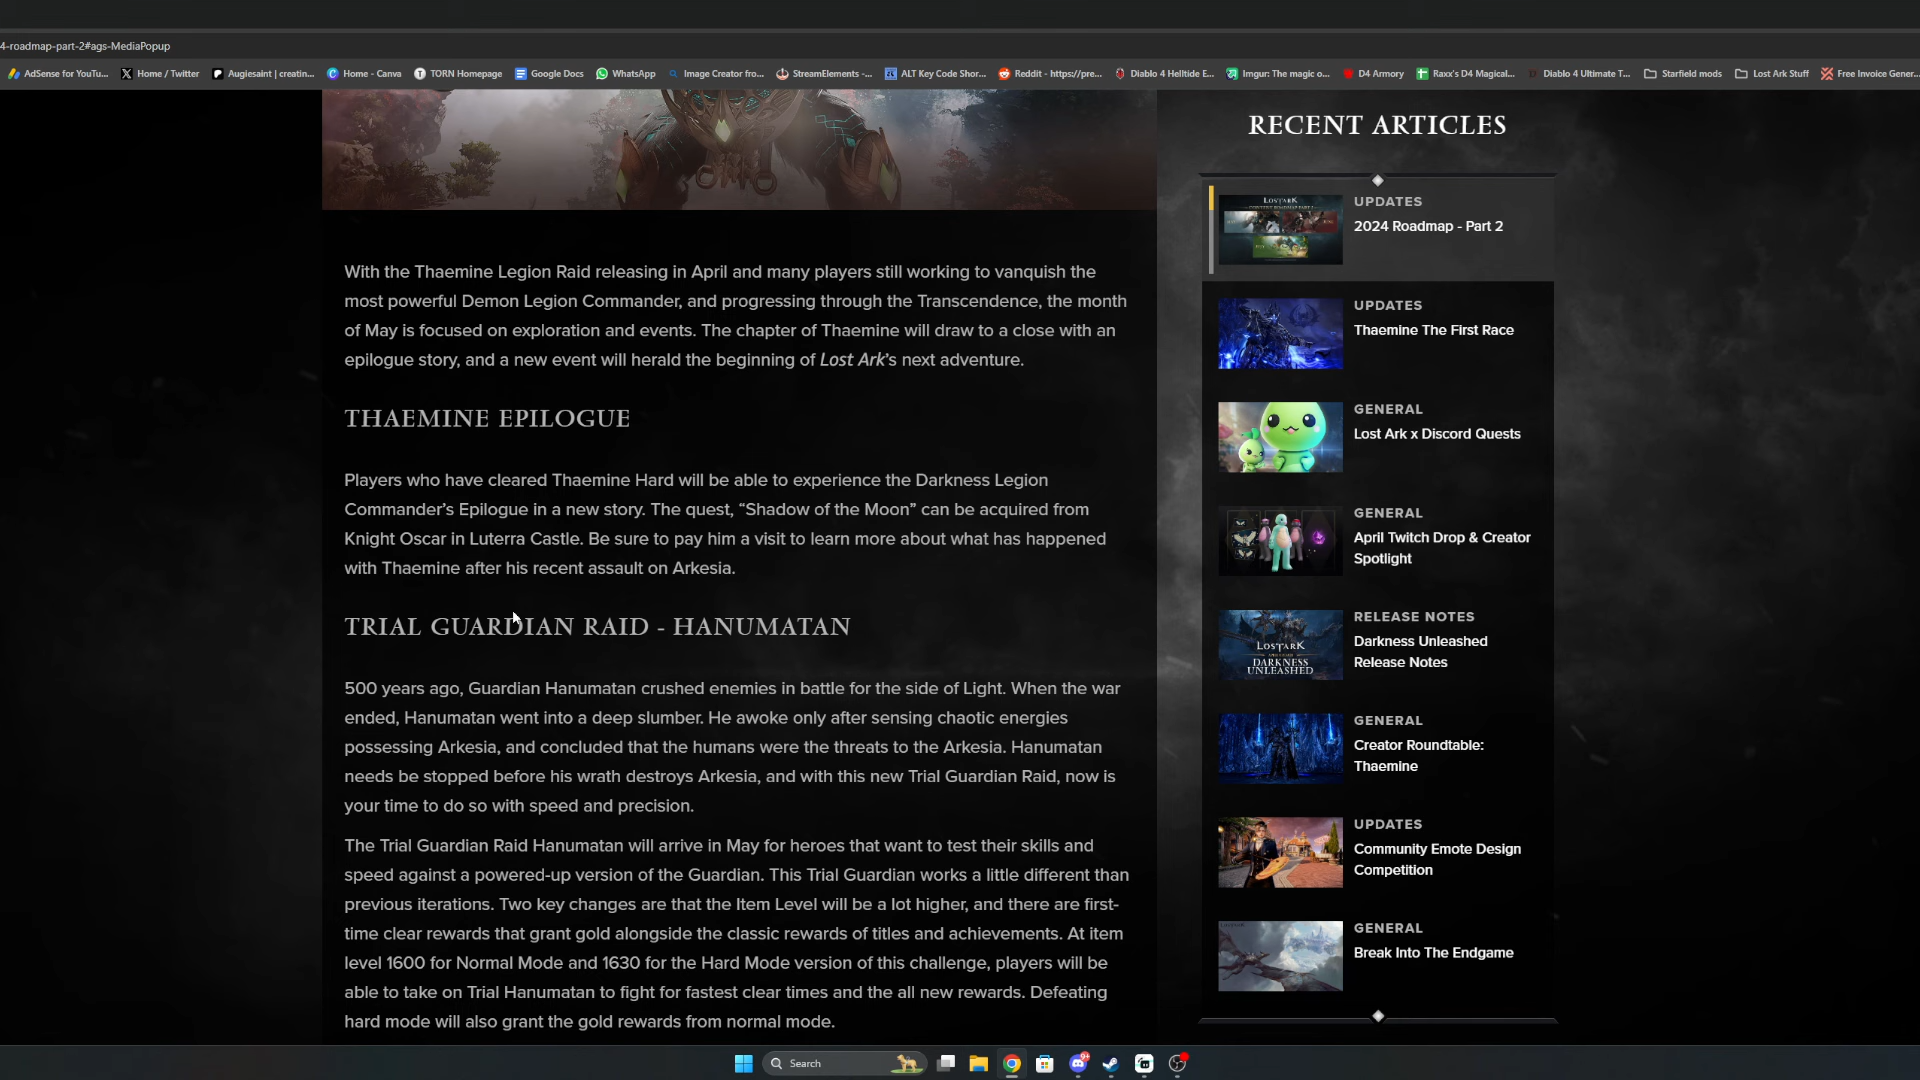 4-roadmap-part-2#ags-MediaPopup
AdSense for YouTu...
Home / Twitter
Augiesaint | creatin...
Home - Canva
TORN Homepage
Google Docs
WhatsApp
Image Creator fro...
StreamElements -...
ALT Key Code Shor...
Reddit - https://pre...
Diablo 4 Helltide E...
Imgur: The magic o...
D4 Armory
Raxx's D4 Magical...
Diablo 4 Ultimate T...
Starfield mods
Lost Ark Stuff
Free Invoice Gener...
With the Thaemine Legion Raid releasing in April and many players still working to vanquish the
most powerful Demon Legion Commander, and progressing through the Transcendence, the month
of May is focused on exploration and events. The chapter of Thaemine will draw to a close with an
epilogue story, and a new event will herald the beginning of Lost Ark's next adventure.
THAEMINE EPILOGUE
Players who have cleared Thaemine Hard will be able to experience the Darkness Legion
Commander's Epilogue in a new story. The quest, “Shadow of the Moon” can be acquired from
Knight Oscar in Luterra Castle. Be sure to pay him a visit to learn more about what has happened
with Thaemine after his recent assault on Arkesia.
TRIAL GUARDIAN RAID - HANUMATAN
500 years ago, Guardian Hanumatan crushed enemies in battle for the side of Light. When the war
ended, Hanumatan went into a deep slumber. He awoke only after sensing chaotic energies
possessing Arkesia, and concluded that the humans were the threats to the Arkesia. Hanumatan
needs be stopped before his wrath destroys Arkesia, and with this new Trial Guardian Raid, now is
your time to do so with speed and precision.
The Trial Guardian Raid Hanumatan will arrive in May for heroes that want to test their skills and
speed against a powered-up version of the Guardian. This Trial Guardian works a little different than
previous iterations. Two key changes are that the Item Level will be a lot higher, and there are first-
time clear rewards that grant gold alongside the classic rewards of titles and achievements. At item
level 1600 for Normal Mode and 1630 for the Hard Mode version of this challenge, players will be
able to take on Trial Hanumatan to fight for fastest clear times and the all new rewards. Defeating
hard mode will also grant the gold rewards from normal mode.
RECENT ARTICLES
LOST ARK
UPDATES
2024 Roadmap - Part 2
UPDATES
Thaemine The First Race
GENERAL
Lost Ark x Discord Quests
GENERAL
April Twitch Drop & Creator
Spotlight
LOST ARK
DARKNESS
UNLEASHED
RELEASE NOTES
Darkness Unleashed
Release Notes
GENERAL
Creator Roundtable:
Thaemine
UPDATES
Community Emote Design
Competition
GENERAL
Break Into The Endgame
Search